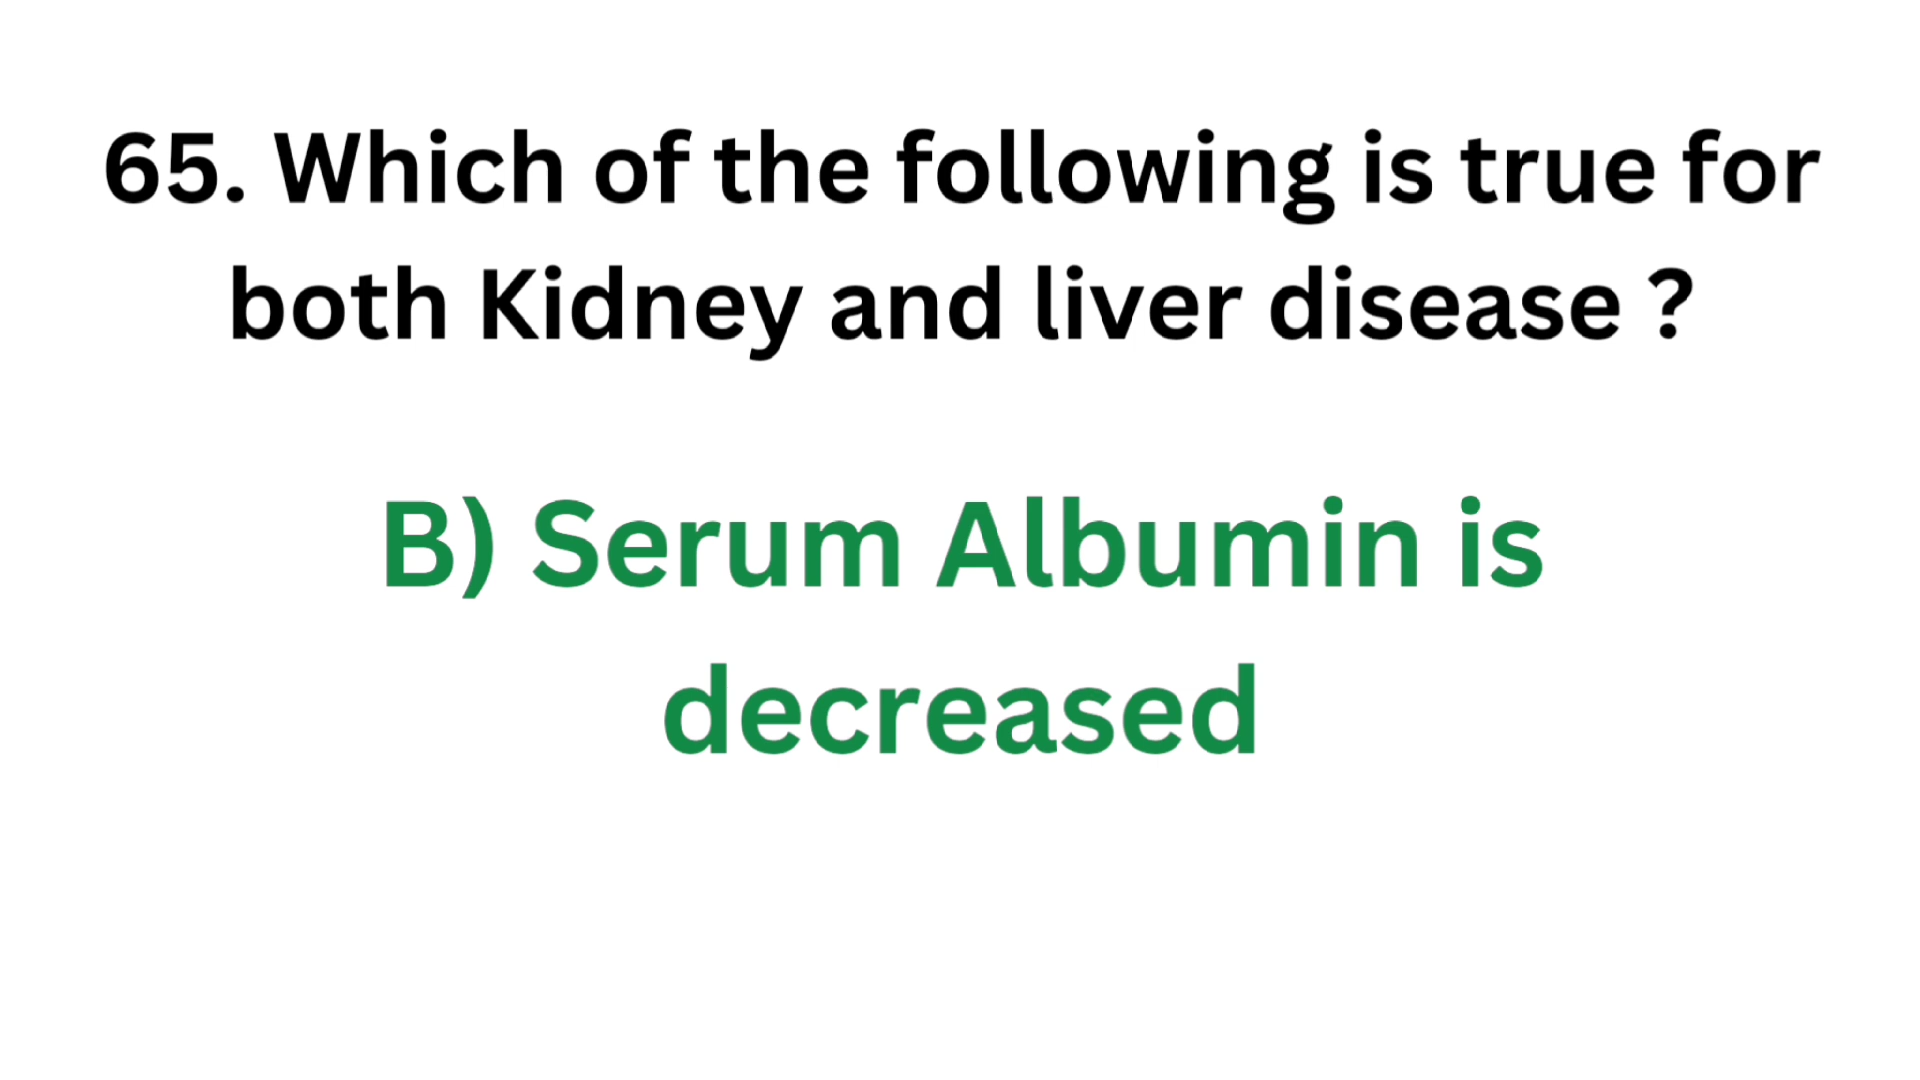 65. Which of the following is true for
both Kidney and liver disease ?
B) Serum Albumin is
decreased